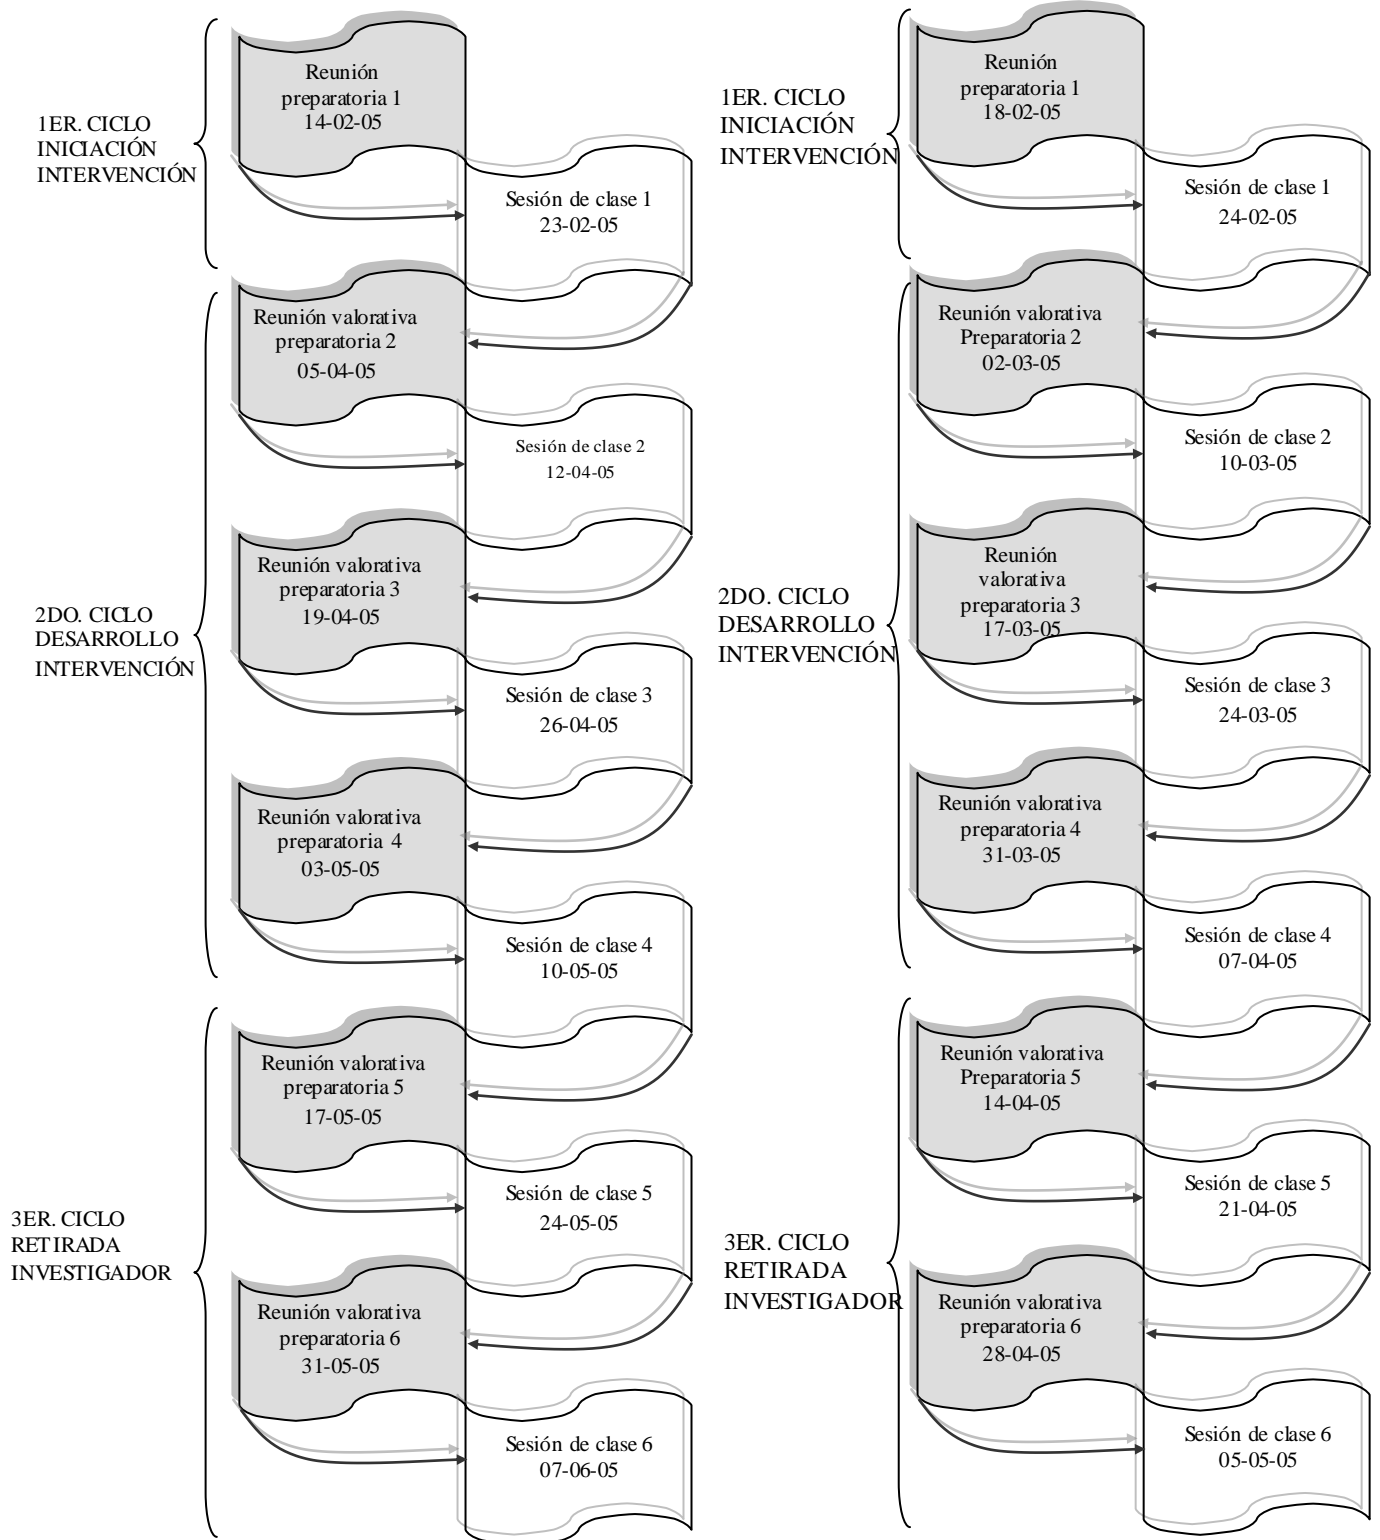 1ER. CICLO
INICIACIÓN
INTERVENCIÓN
Reunión
preparatoria 1
14-02-05
Sesión de clase 1
23-02-05
2DO. CICLO
DESARROLLO
INTERVENCIÓN
Reunión valorativa
preparatoria 2
05-04-05
Sesión de clase 2
12-04-05
Reunión valorativa
preparatoria 3
19-04-05
Sesión de clase 3
26-04-05
Reunión valorativa
preparatoria 4
03-05-05
Sesión de clase 4
10-05-05
3ER. CICLO
RETIRADA
INVESTIGADOR
Reunión valorativa
preparatoria 5
17-05-05
Sesión de clase 5
24-05-05
Reunión valorativa
preparatoria 6
31-05-05
Sesión de clase 6
07-06-05
1ER. CICLO
INICIACIÓN
INTERVENCIÓN
Reunión
preparatoria 1
18-02-05
Sesión de clase 1
24-02-05
2DO. CICLO
DESARROLLO
INTERVENCIÓN
Reunión valorativa
Preparatoria 2
02-03-05
Sesión de clase 2
10-03-05
Reunión
valorativa
preparatoria 3
17-03-05
Sesión de clase 3
24-03-05
Reunión valorativa
preparatoria 4
31-03-05
Sesión de clase 4
07-04-05
3ER. CICLO
RETIRADA
INVESTIGADOR
Reunión valorativa
Preparatoria 5
14-04-05
Sesión de clase 5
21-04-05
Reunión valorativa
preparatoria 6
28-04-05
Sesión de clase 6
05-05-05